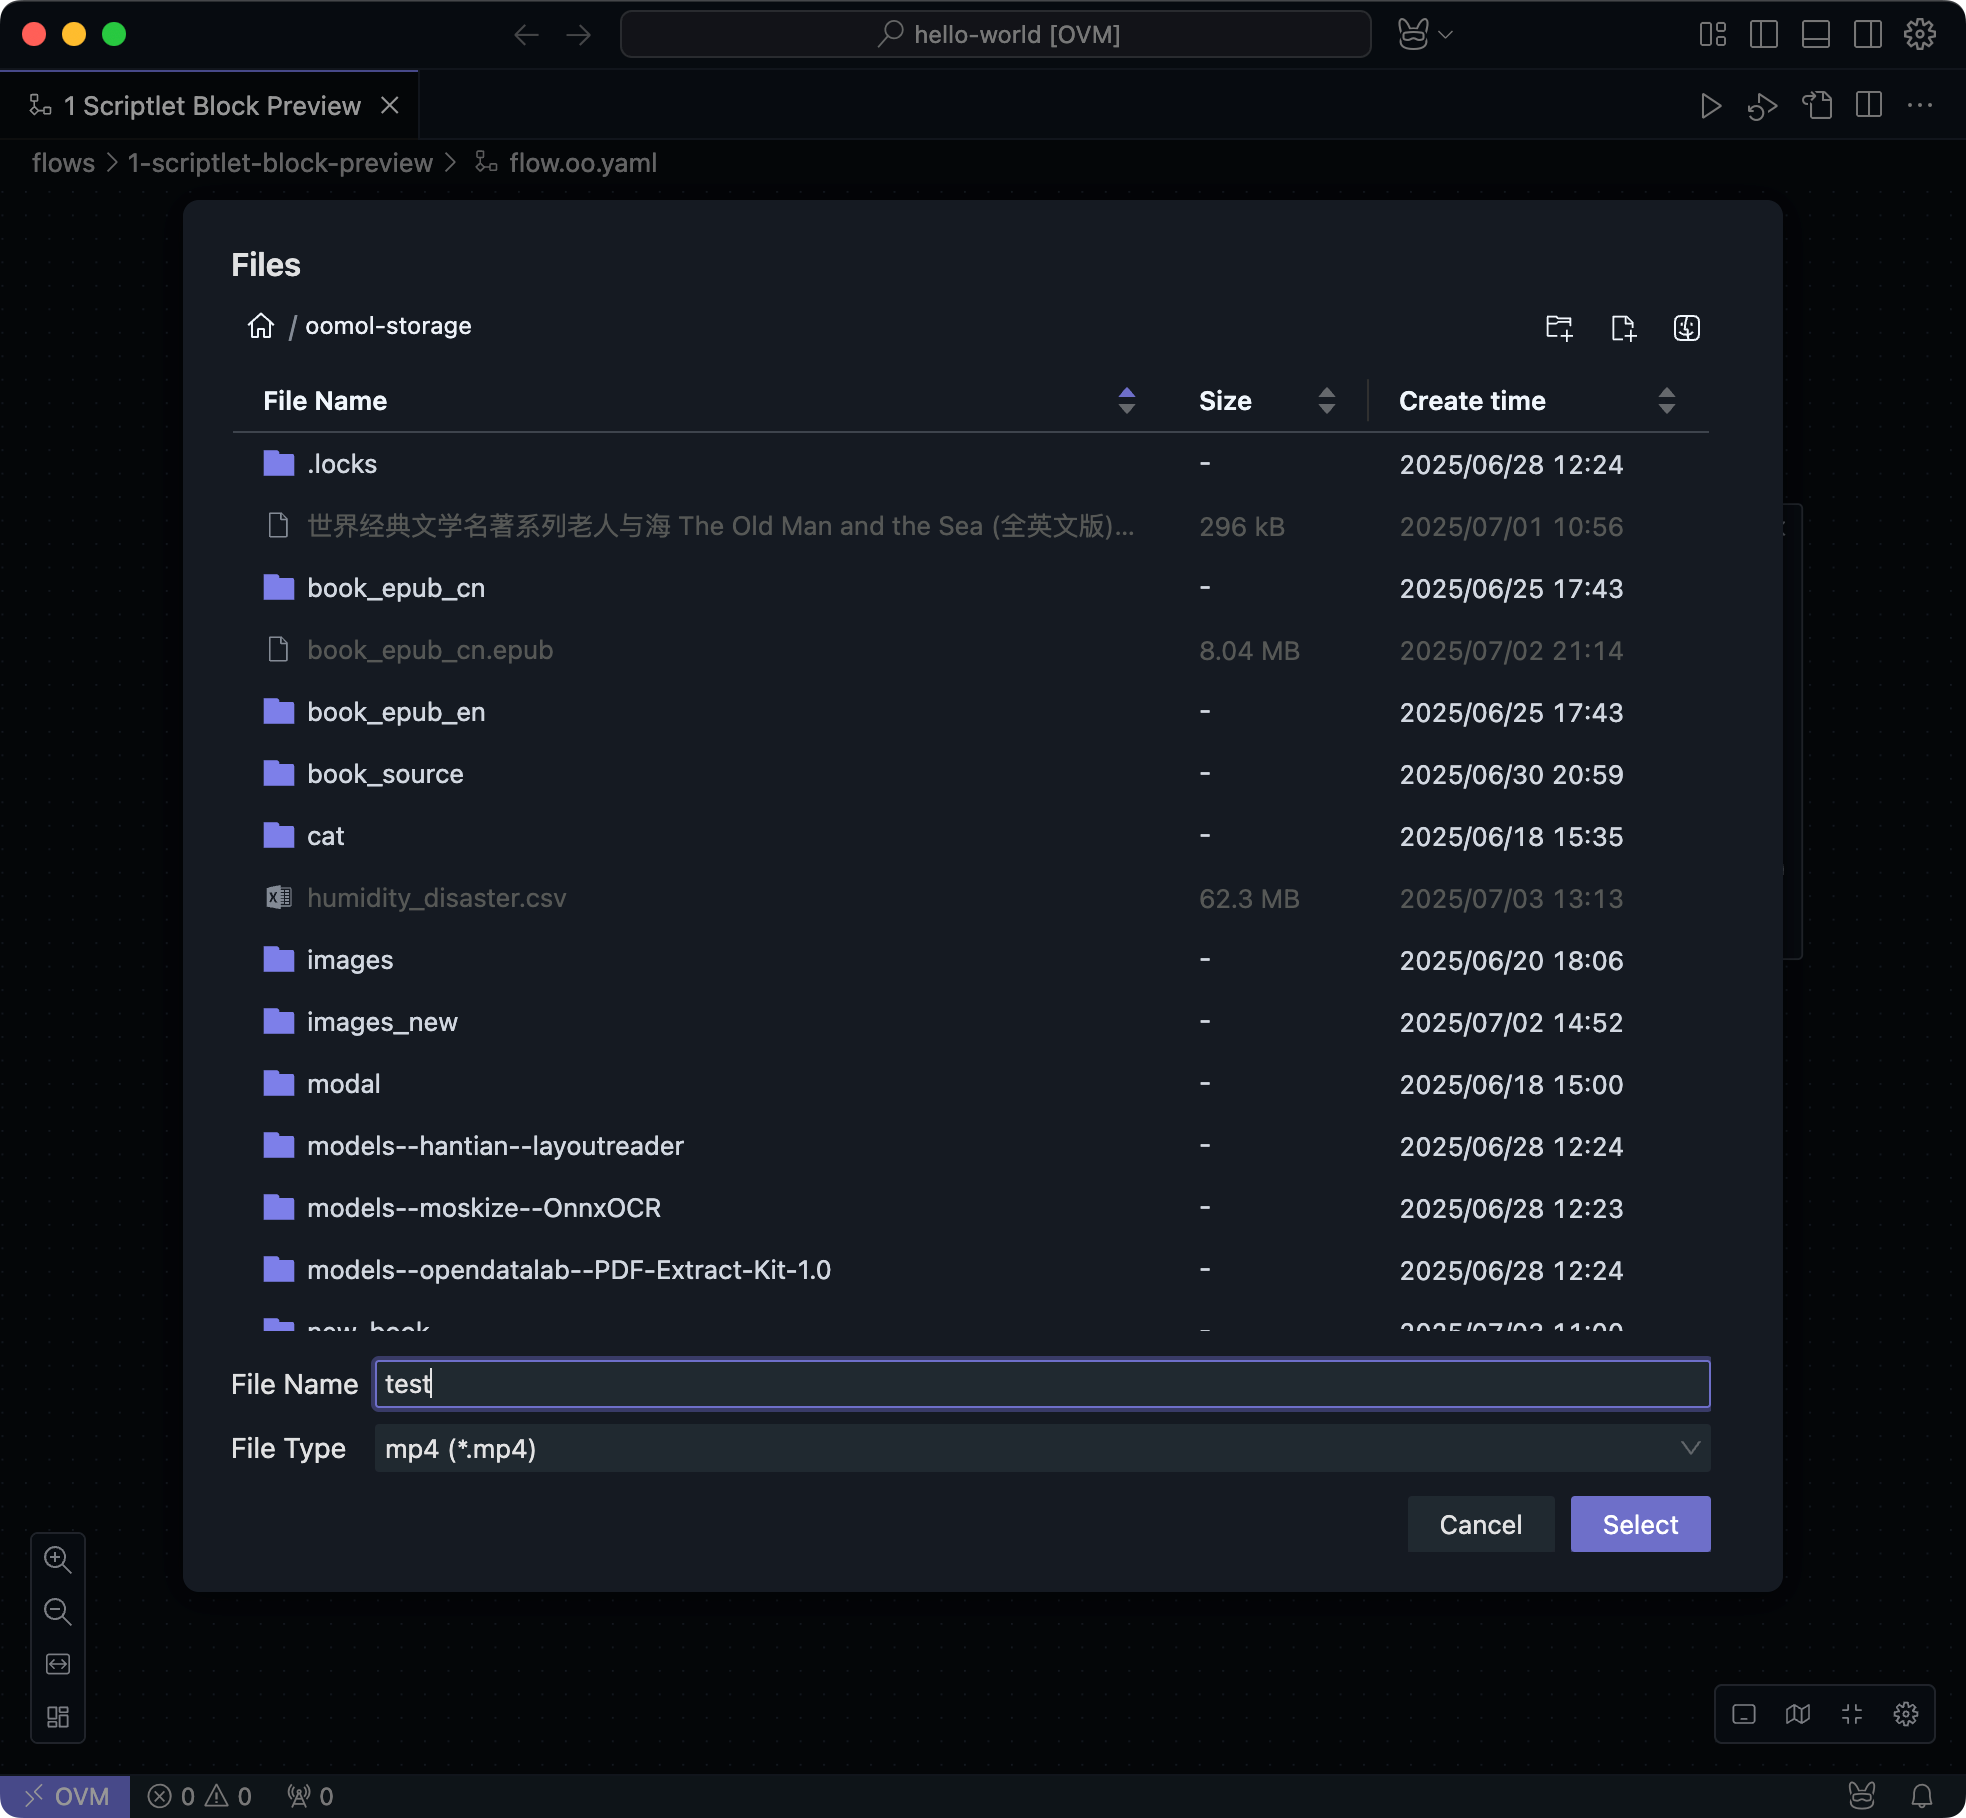 hello-world [OVM]
1 Scriptlet Block Preview
flows > 1-scriptlet-block-preview > flow.oo.yaml
Files
/ oomol-storage
File Name Size Create time
.locks - 2025/06/28 12:24
世界经典文学名著系列老人与海 The Old Man and the Sea (全英文版)... 296 kB 2025/07/01 10:56
book_epub_cn - 2025/06/25 17:43
book_epub_cn.epub 8.04 MB 2025/07/02 21:14
book_epub_en - 2025/06/25 17:43
book_source - 2025/06/30 20:59
cat - 2025/06/18 15:35
humidity_disaster.csv 62.3 MB 2025/07/03 13:13
images - 2025/06/20 18:06
images_new - 2025/07/02 14:52
modal - 2025/06/18 15:00
models--hantian--layoutreader - 2025/06/28 12:24
models--moskize--OnnxOCR - 2025/06/28 12:23
models--opendatalab--PDF-Extract-Kit-1.0 - 2025/06/28 12:24
new_book -
File Name test
File Type mp4 (*.mp4)
Cancel Select
OVM 0 0 0